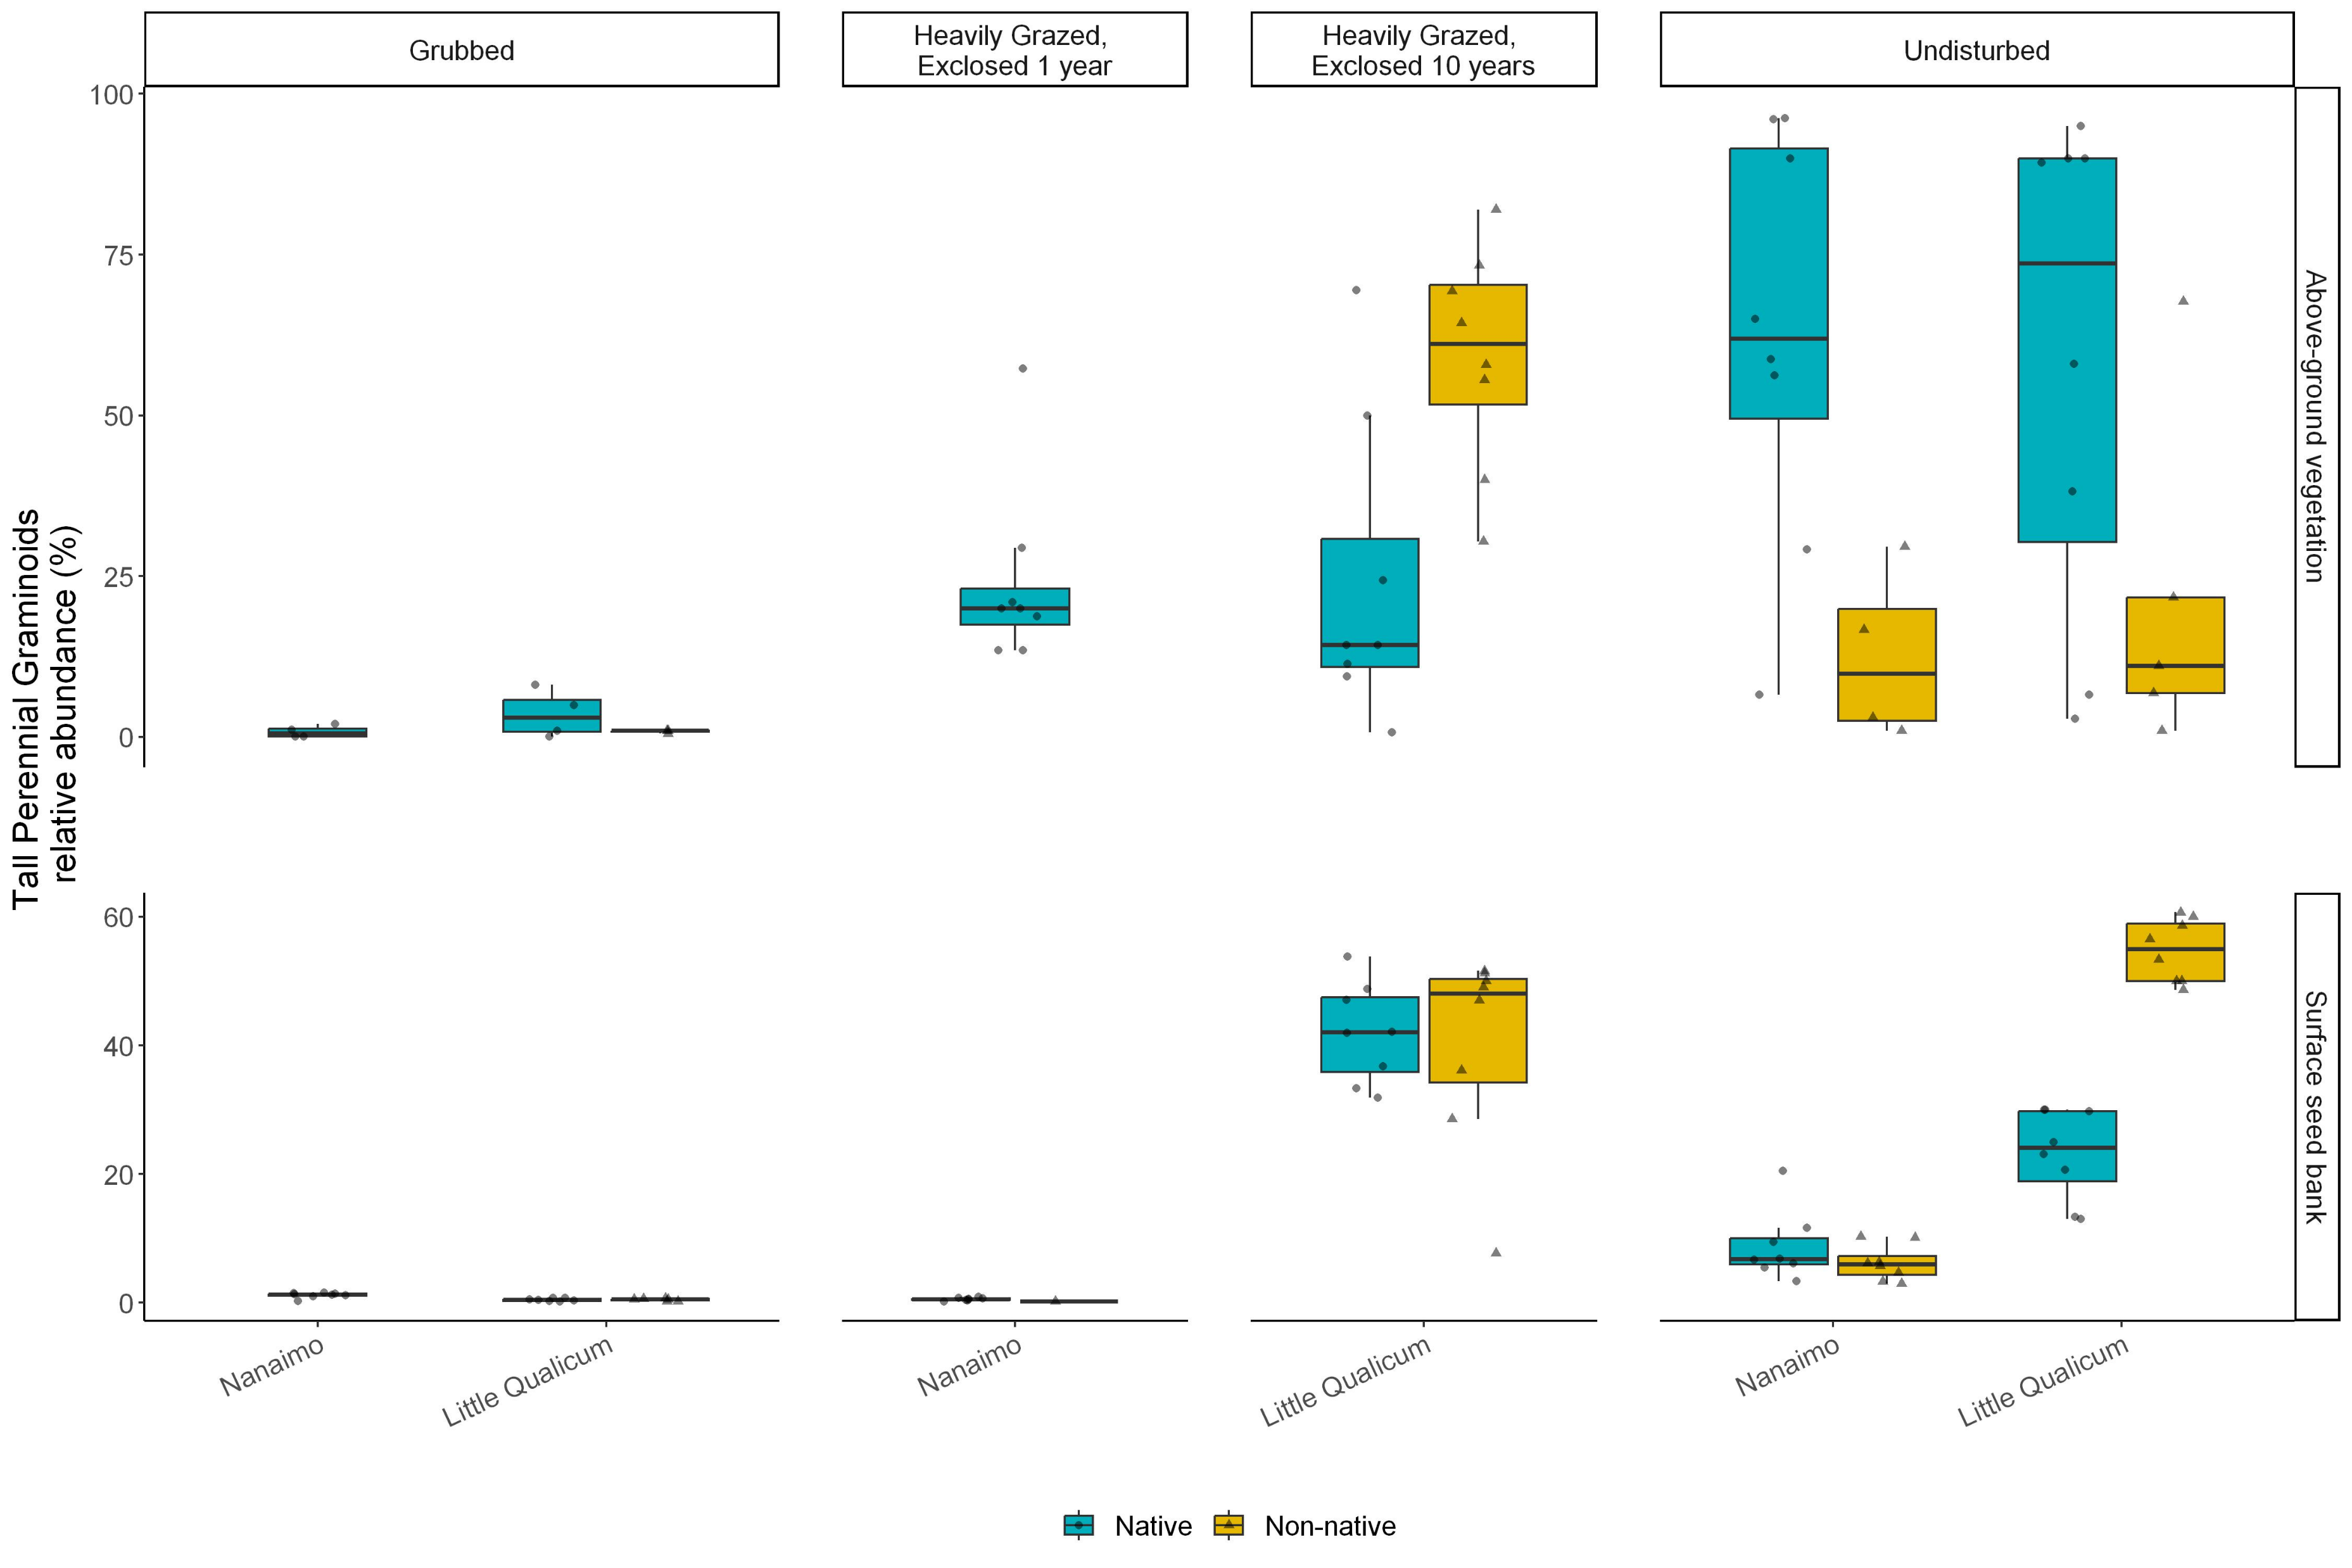 Grubbed
Heavily Grazed,
Exclosed 1 year
Heavily Grazed,
Exclosed 10 years
Undisturbed
Tall Perennial Graminoids
relative abundance (%)
100
75
50
25
0
Above-ground vegetation
60
40
20
0
Surface seed bank
Nanaimo
Little Qualicum
Nanaimo
Little Qualicum
Nanaimo
Little Qualicum
Native
Non-native